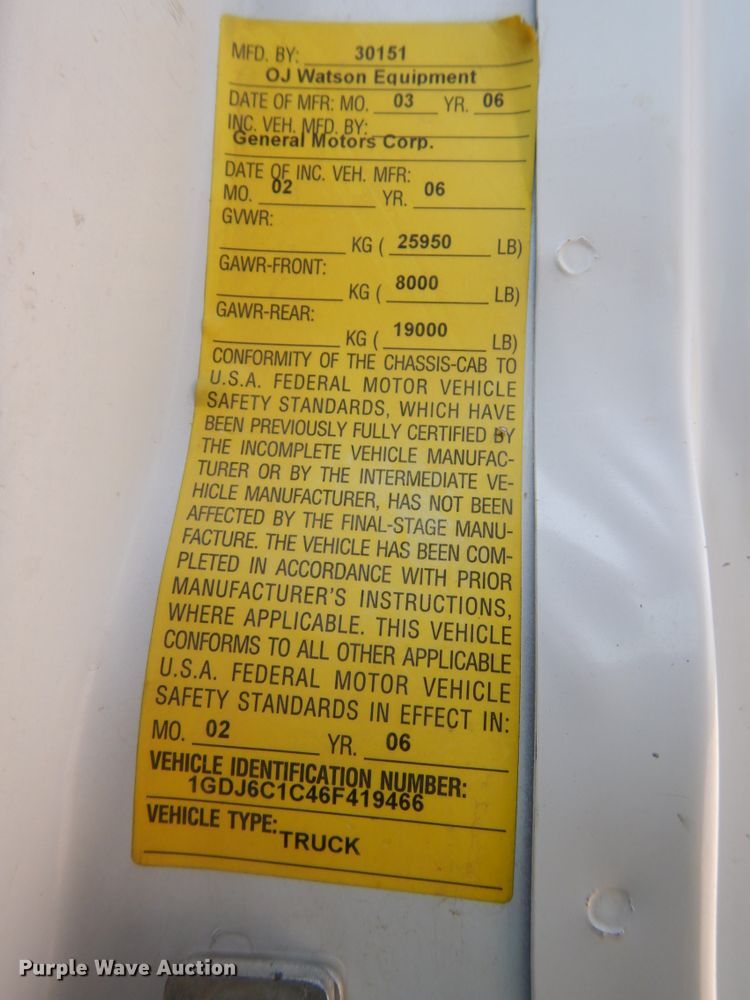 MFD. BY: 30151
OJ Watson Equipment
DATE OF MFR: MO. 03 YR. 06
INC. VEH. MFD. BY:
General Motors Corp.
DATE OF INC. VEH. MFR:
MO. 02 YR. 06
GVWR:
KG ( 25950 LB)
GAWR-FRONT:
KG ( 8000 LB)
GAWR-REAR:
KG ( 19000 LB)
CONFORMITY OF THE CHASSIS-CAB TO
U.S.A. FEDERAL MOTOR VEHICLE
SAFETY STANDARDS, WHICH HAVE
BEEN PREVIOUSLY FULLY CERTIFIED BY
THE INCOMPLETE VEHICLE MANUFAC-
TURER OR BY THE INTERMEDIATE VE-
HICLE MANUFACTURER, HAS NOT BEEN
AFFECTED BY THE FINAL-STAGE MANU-
FACTURE. THE VEHICLE HAS BEEN COM-
PLETED IN ACCORDANCE WITH PRIOR
MANUFACTURER'S INSTRUCTIONS,
WHERE APPLICABLE. THIS VEHICLE
CONFORMS TO ALL OTHER APPLICABLE
U.S.A. FEDERAL MOTOR VEHICLE
SAFETY STANDARDS IN EFFECT IN:
MO. 02 YR. 06
VEHICLE IDENTIFICATION NUMBER:
1GDJ6C1C46F419466
VEHICLE TYPE: TRUCK
Purple Wave Auction